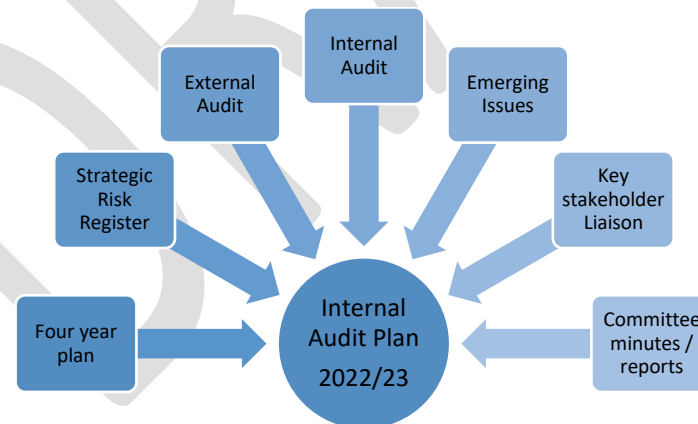 Internal
Audit
External
Audit
Emerging
Issues
Strategic
Risk
Register
Key
stakeholder
Liaison
Four year
plan
Internal
Audit Plan
2022/23
Committee
minutes /
reports